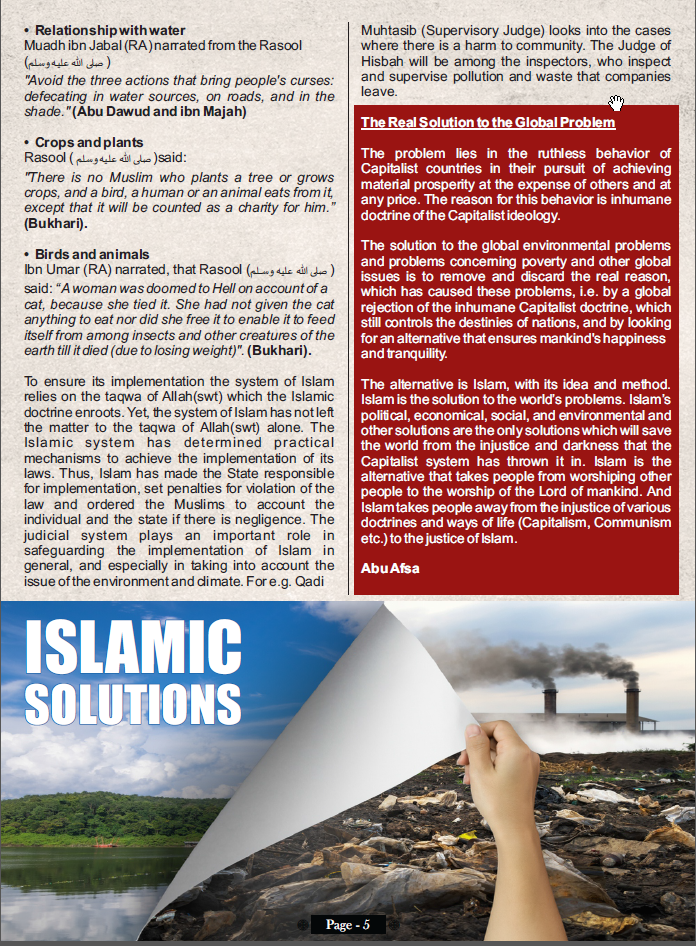 • Relationship with water
Muadh ibn Jabal (RA) narrated from the Rasool
(صلى الله عليه وسلم )
"Avoid the three actions that bring people's curses:
defecating in water sources, on roads, and in the
shade." (Abu Dawud and ibn Majah)
• Crops and plants
Rasool ( صلى الله عليه وسلم )said:
"There is no Muslim who plants a tree or grows
crops, and a bird, a human or an animal eats from it,
except that it will be counted as a charity for him."
(Bukhari).
• Birds and animals
Ibn Umar (RA) narrated, that Rasool (صلى الله عليه وسلم )
said: “A woman was doomed to Hell on account of a
cat, because she tied it. She had not given the cat
anything to eat nor did she free it to enable it to feed
itself from among insects and other creatures of the
earth till it died (due to losing weight)". (Bukhari).
To ensure its implementation the system of Islam
relies on the taqwa of Allah(swt) which the Islamic
doctrine enroots. Yet, the system of Islam has not left
the matter to the taqwa of Allah(swt) alone. The
Islamic system has determined practical
mechanisms to achieve the implementation of its
laws. Thus, Islam has made the State responsible
for implementation, set penalties for violation of the
law and ordered the Muslims to account the
individual and the state if there is negligence. The
judicial system plays an important role in
safeguarding the implementation of Islam in
general, and especially in taking into account the
issue of the environment and climate. For e.g. Qadi
Muhtasib (Supervisory Judge) looks into the cases
where there is a harm to community. The Judge of
Hisbah will be among the inspectors, who inspect
and supervise pollution and waste that companies
leave.
The Real Solution to the Global Problem
The problem lies in the ruthless behavior of
Capitalist countries in their pursuit of achieving
material prosperity at the expense of others and at
any price. The reason for this behavior is inhumane
doctrine of the Capitalist ideology.
The solution to the global environmental problems
and problems concerning poverty and other global
issues is to remove and discard the real reason,
which has caused these problems, i.e. by a global
rejection of the inhumane Capitalist doctrine, which
still controls the destinies of nations, and by looking
for an alternative that ensures mankind's happiness
and tranquility.
The alternative is Islam, with its idea and method.
Islam is the solution to the world's problems. Islam's
political, economical, social, and environmental and
other solutions are the only solutions which will save
the world from the injustice and darkness that the
Capitalist system has thrown it in. Islam is the
alternative that takes people from worshiping other
people to the worship of the Lord of mankind. And
Islam takes people away from the injustice of various
doctrines and ways of life (Capitalism, Communism
etc.) to the justice of Islam.
Abu Afsa
ISLAMIC
SOLUTIONS
Page - 5